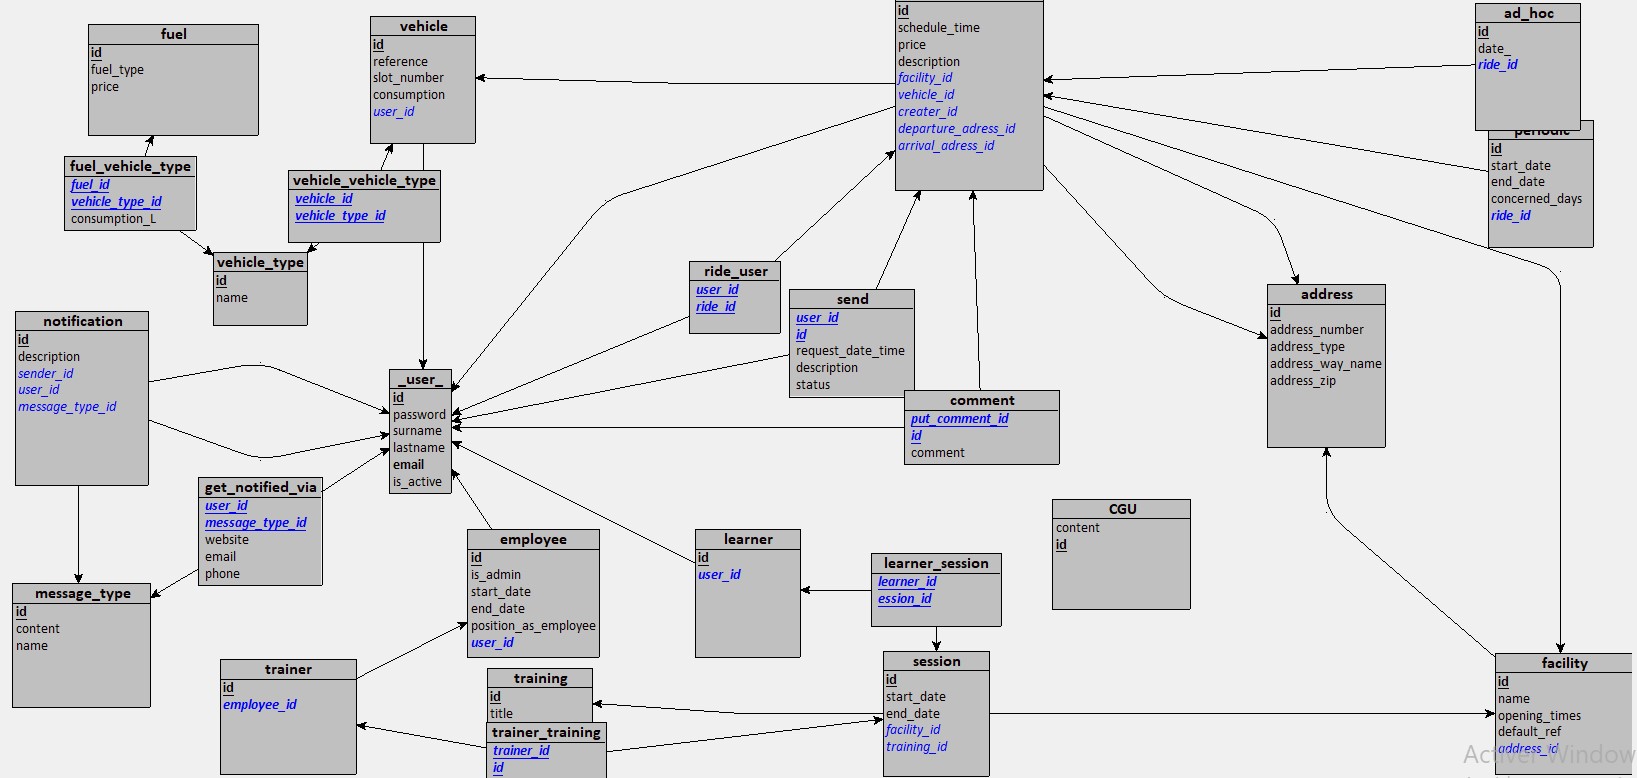 fuel
id
fuel_type
price
vehicle
id
reference
slot_number
consumption
user_id
id
schedule_time
price
description
facility_id
vehicle_id
creater_id
departure_adress_id
arrival_adress_id
ad_hoc
id
date_
ride_id
periodic
id
start_date
end_date
concerned_days
ride_id
fuel_vehicle_type
fuel_id
vehicle_type_id
consumption_L
vehicle_vehicle_type
vehicle_id
vehicle_type_id
vehicle_type
id
name
ride_user
user_id
ride_id
send
user_id
id
request_date_time
description
status
address
id
address_number
address_type
address_way_name
address_zip
notification
id
description
sender_id
user_id
message_type_id
_user_
id
password
surname
lastname
email
is_active
comment
put_comment_id
id
comment
get_notified_via
user_id
message_type_id
website
email
phone
CGU
content
id
employee
id
is_admin
start_date
end_date
position_as_employee
user_id
learner
id
user_id
learner_session
learner_id
ession_id
message_type
id
content
name
trainer
id
employee_id
training
id
title
trainer_training
trainer_id
id
session
id
start_date
end_date
facility_id
training_id
facility
id
name
opening_times
default_ref
address_id
Activer Window